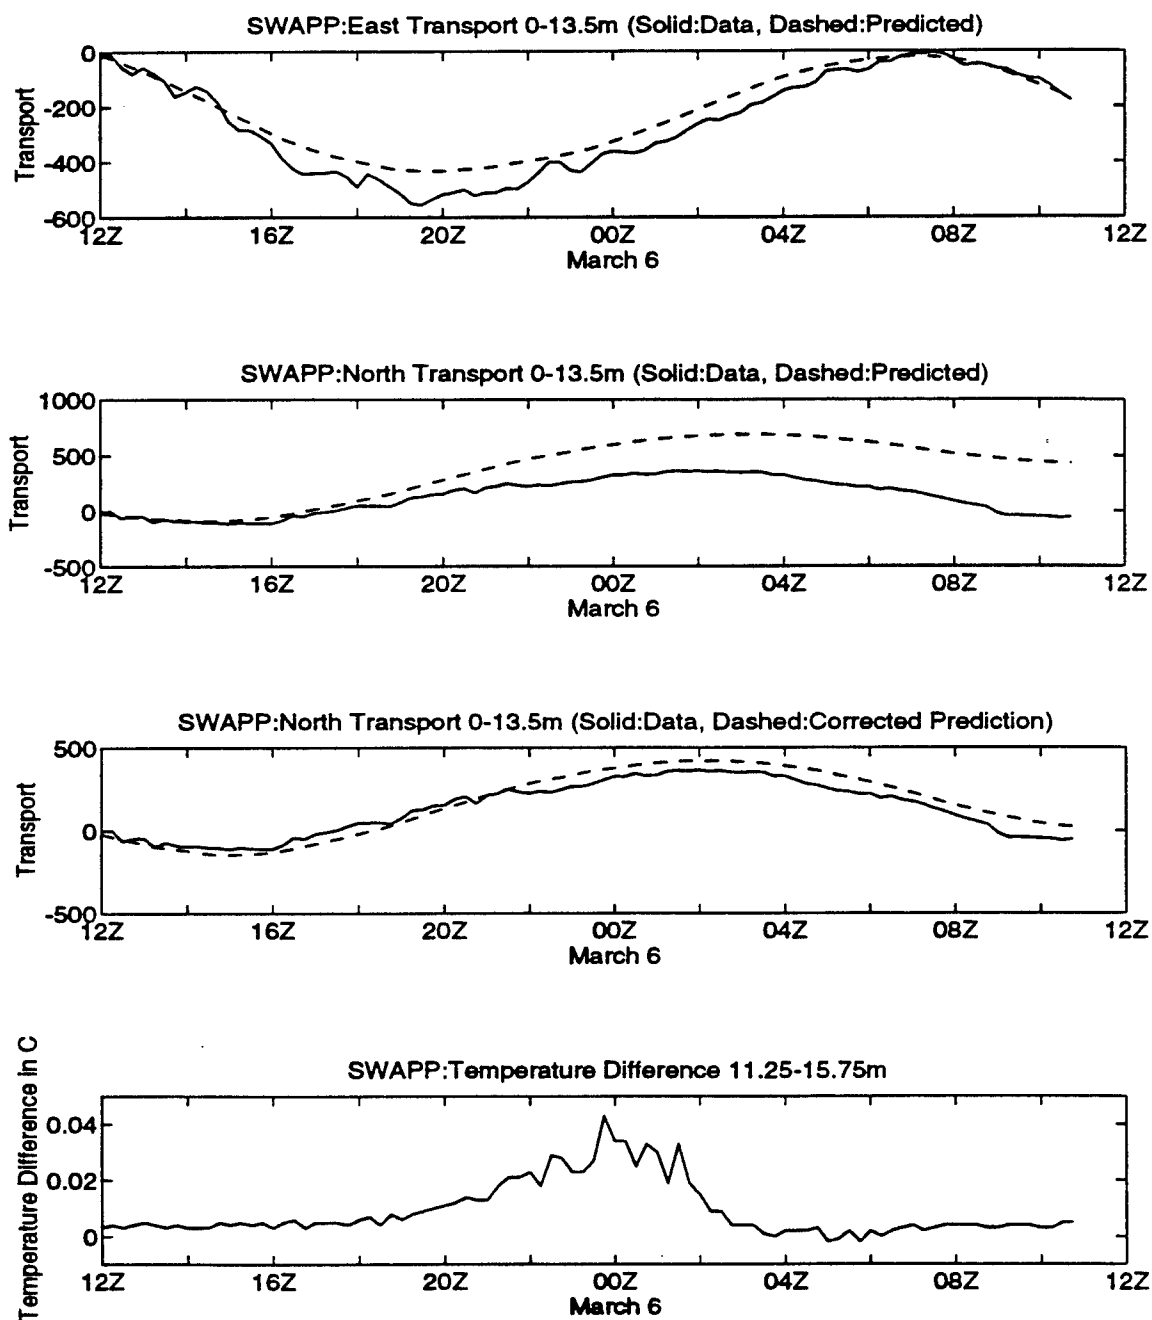 SWAPP:East Transport 0-13.5m (Solid:Data, Dashed:Predicted)
0
-200
-400
-600
Transport
12Z 16Z 20Z 00Z 04Z 08Z 12Z
March 6
SWAPP:North Transport 0-13.5m (Solid:Data, Dashed:Predicted)
1000
500
0
-500
Transport
12Z 16Z 20Z 00Z 04Z 08Z 12Z
March 6
SWAPP:North Transport 0-13.5m (Solid:Data, Dashed:Corrected Prediction)
500
0
-500
Transport
12Z 16Z 20Z 00Z 04Z 08Z 12Z
March 6
SWAPP:Temperature Difference 11.25-15.75m
0.04
0.02
0
Temperature Difference in C
12Z 16Z 20Z 00Z 04Z 08Z 12Z
March 6